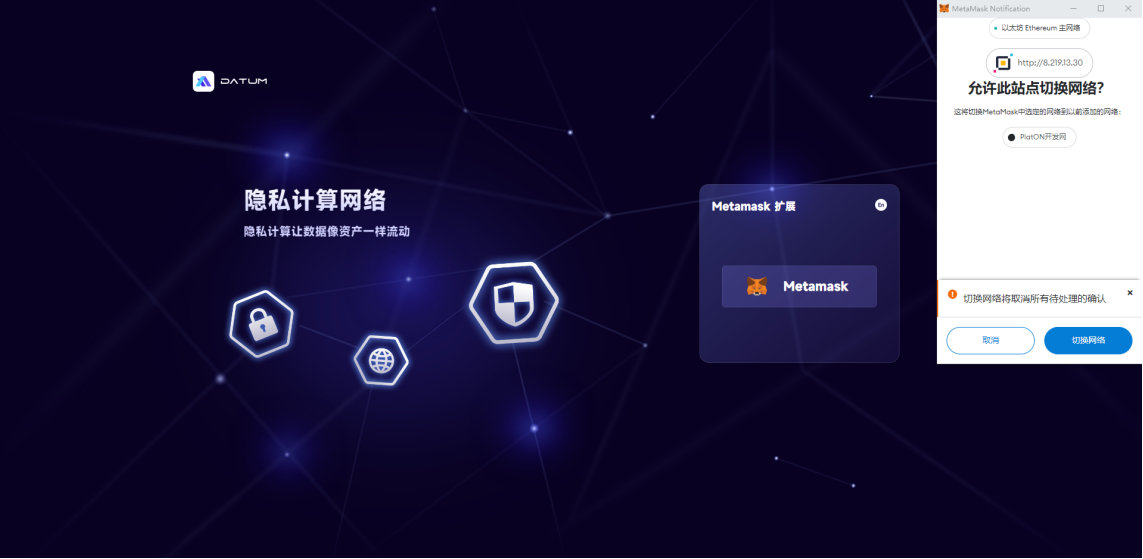 DATUM
隐私计算网络
隐私计算让数据像资产一样流动
Metamask 扩展
En
Metamask
MetaMask Notification
以太坊 Ethereum 主网络
http://8.219.13.30
允许此站点切换网络?
这将切换MetaMask中选定的网络到以前添加的网络:
PlatON开发网
切换网络将取消所有待处理的确认
取消
切换网络